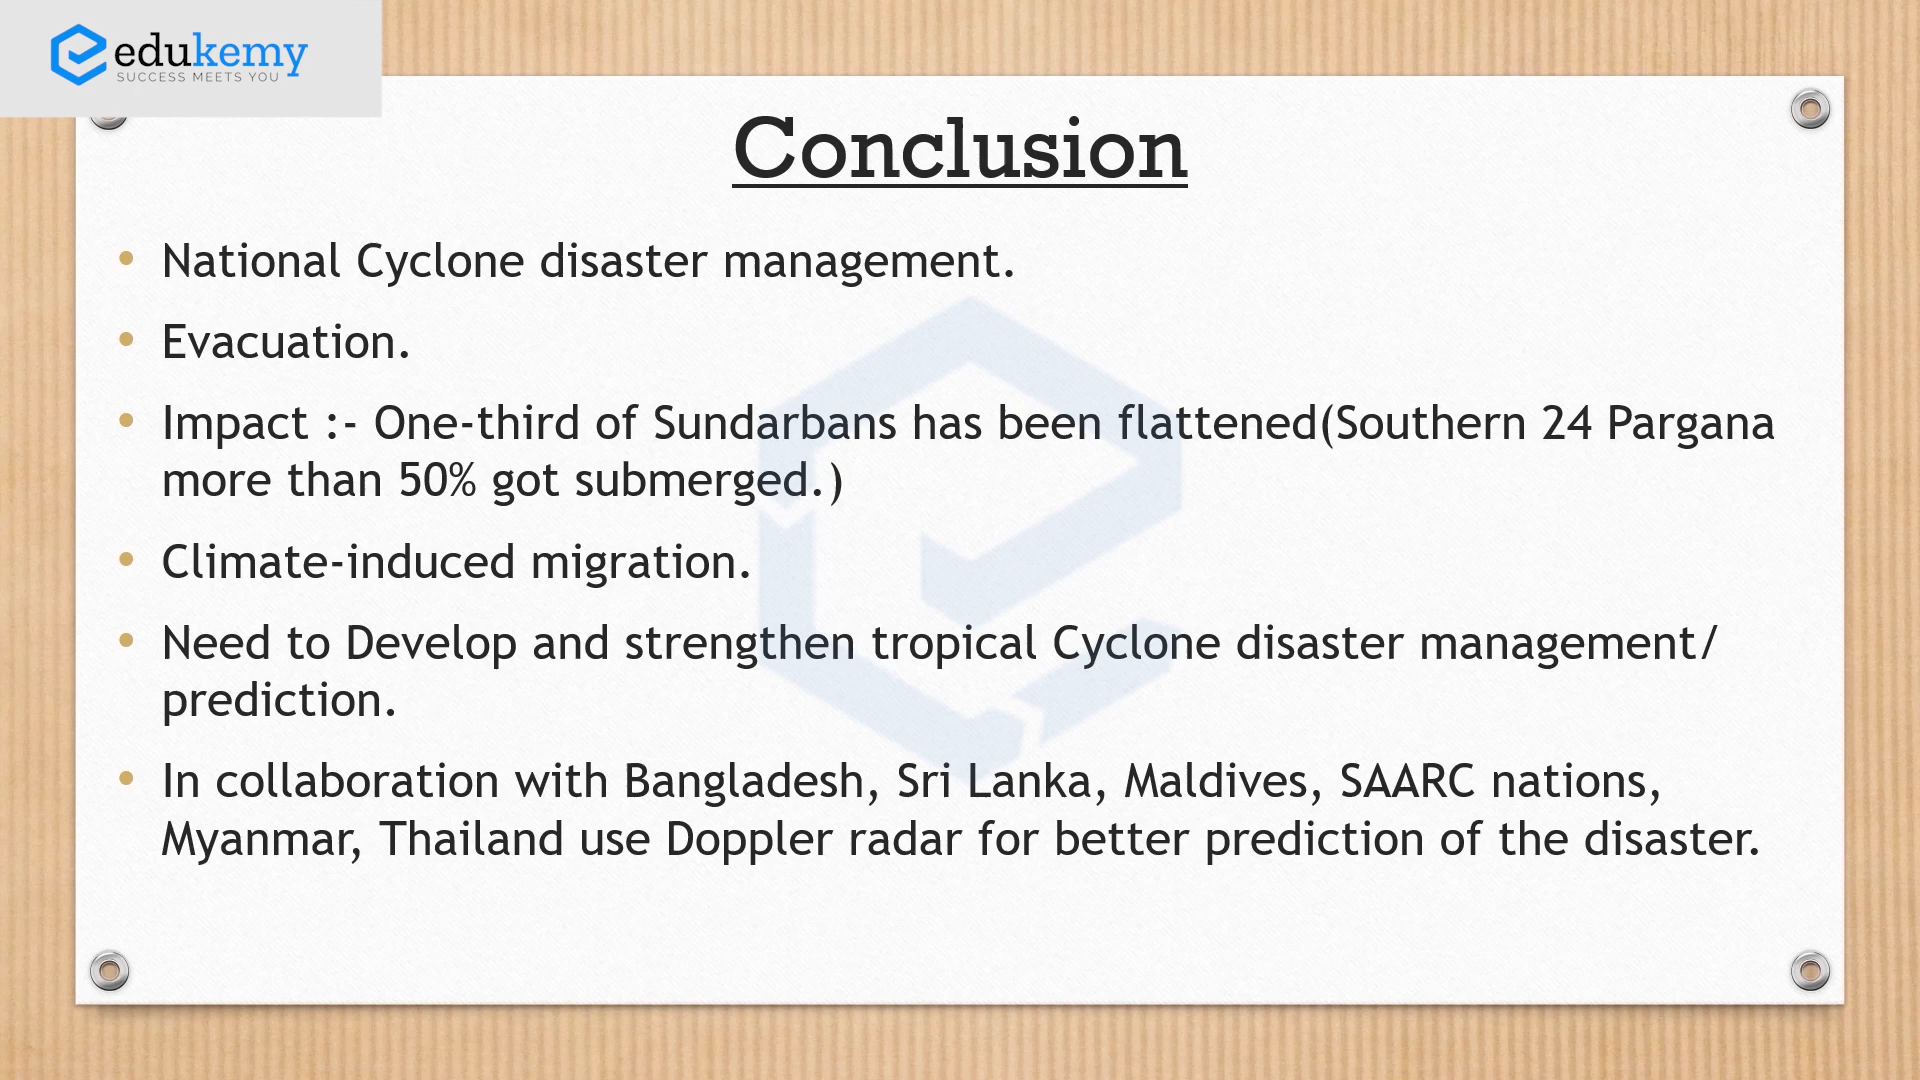 edukemy
SUCCESS MEETS YOU
Conclusion
• National Cyclone disaster management.
• Evacuation.
• Impact :- One-third of Sundarbans has been flattened(Southern 24 Pargana
more than 50% got submerged.)
• Climate-induced migration.
• Need to Develop and strengthen tropical Cyclone disaster management/
prediction.
• In collaboration with Bangladesh, Sri Lanka, Maldives, SAARC nations,
Myanmar, Thailand use Doppler radar for better prediction of the disaster.